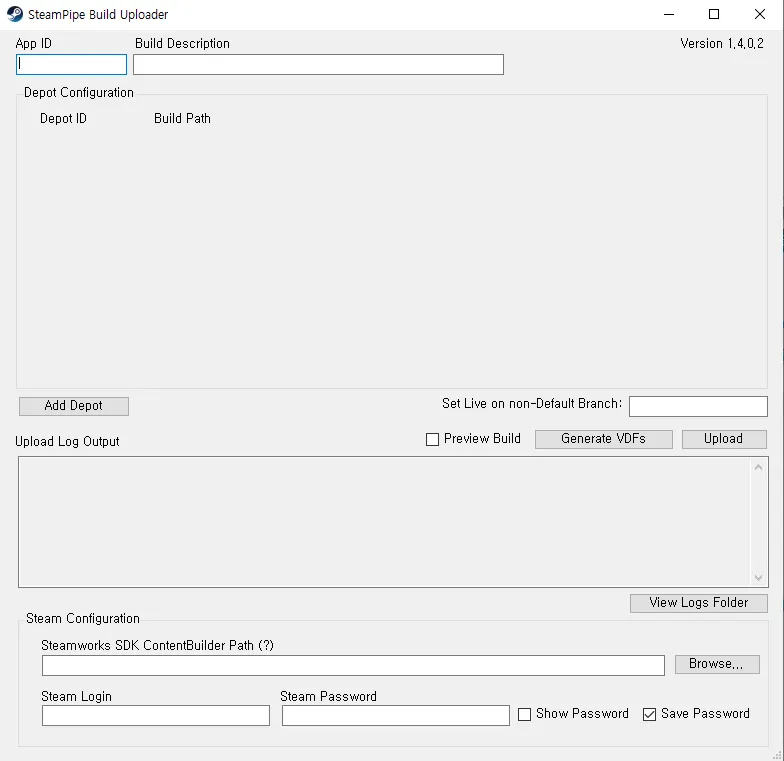 SteamPipe Build Uploader
App ID Build Description Version 1,4,0,2
Depot Configuration
Depot ID Build Path
Add Depot Set Live on non-Default Branch:
Upload Log Output Preview Build Generate VDFs Upload
View Logs Folder
Steam Configuration
Steamworks SDK ContentBuilder Path (?)
Browse,,,
Steam Login Steam Password
Show Password Save Password